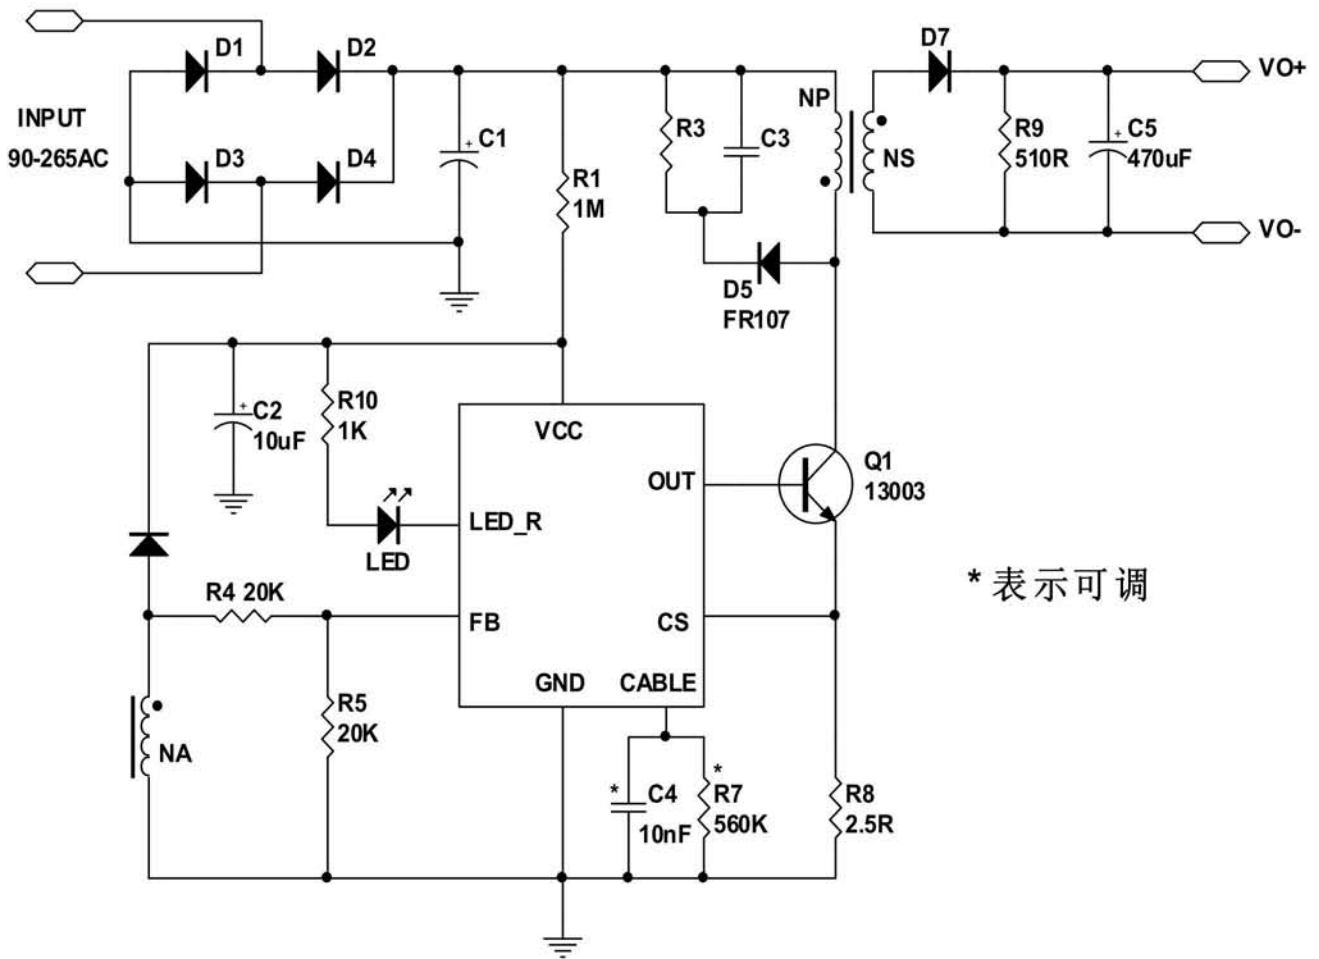 D1
D2
D7
VO+
INPUT
90-265AC
D3
D4
C1
+
R1
1M
R3
C3
NP
NS
R9
510R
+
C5
470uF
VO-
D5
FR107
+
C2
10uF
R10
1K
VCC
OUT
Q1
13003
LED_R
LED
R4 20K
FB
CS
* 表示可调
GND
CABLE
R5
20K
NA
*
C4
10nF
*
R7
560K
R8
2.5R